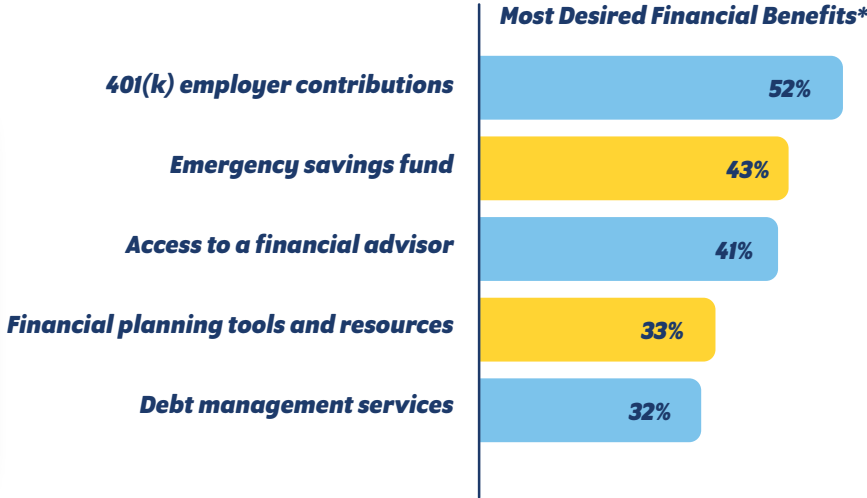 Most Desired Financial Benefits*
401(k) employer contributions 52%
Emergency savings fund 43%
Access to a financial advisor 41%
Financial planning tools and resources 33%
Debt management services 32%